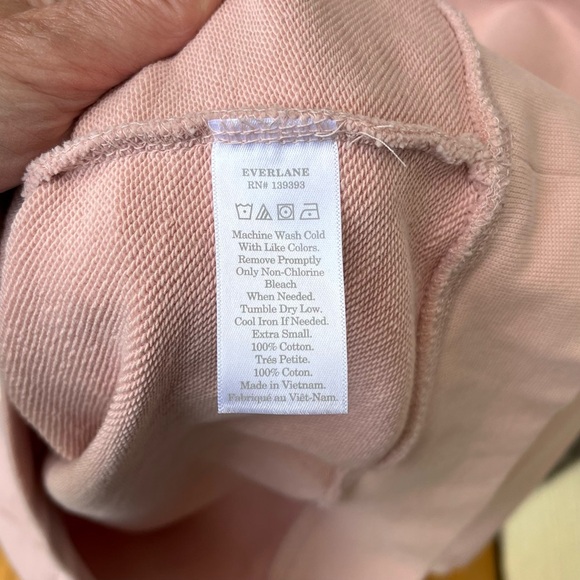 EVERLANE
RN# 139393
Machine Wash Cold
With Like Colors.
Remove Promptly
Only Non-Chlorine
Bleach
When Needed.
Tumble Dry Low.
Cool Iron If Needed.
Extra Small.
100% Cotton.
Trés Petite.
100% Coton.
Made in Vietnam.
Fabriqué au Viêt-Nam.